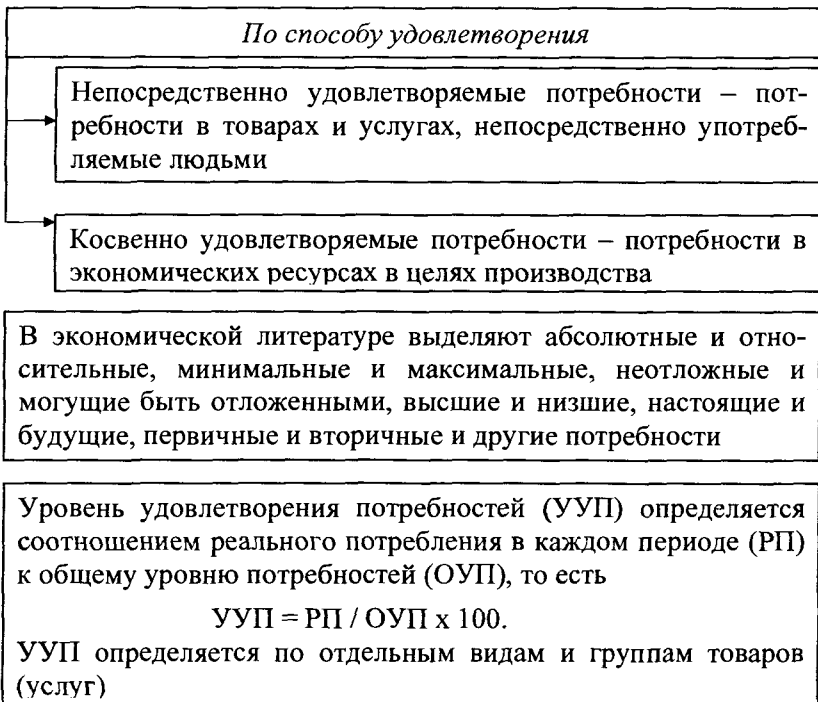 По способу удовлетворения
Непосредственно удовлетворяемые потребности – пот-
ребности в товарах и услугах, непосредственно употреб-
ляемые людьми
Косвенно удовлетворяемые потребности – потребности в
экономических ресурсах в целях производства
В экономической литературе выделяют абсолютные и отно-
сительные, минимальные и максимальные, неотложные и
могущие быть отложенными, высшие и низшие, настоящие и
будущие, первичные и вторичные и другие потребности
Уровень удовлетворения потребностей (УУП) определяется
соотношением реального потребления в каждом периоде (РП)
к общему уровню потребностей (ОУП), то есть
УУП = РП / ОУП х 100.
УУП определяется по отдельным видам и группам товаров
(услуг)